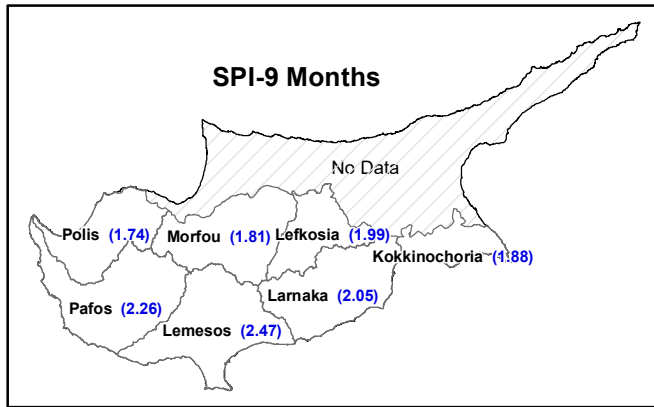 SPI-9 Months
No Data
Polis (1.74)
Morfou (1.81)
Lefkosia (1.99)
Kokkinochoria (1.88)
Pafos (2.26)
Larnaka (2.05)
Lemesos (2.47)